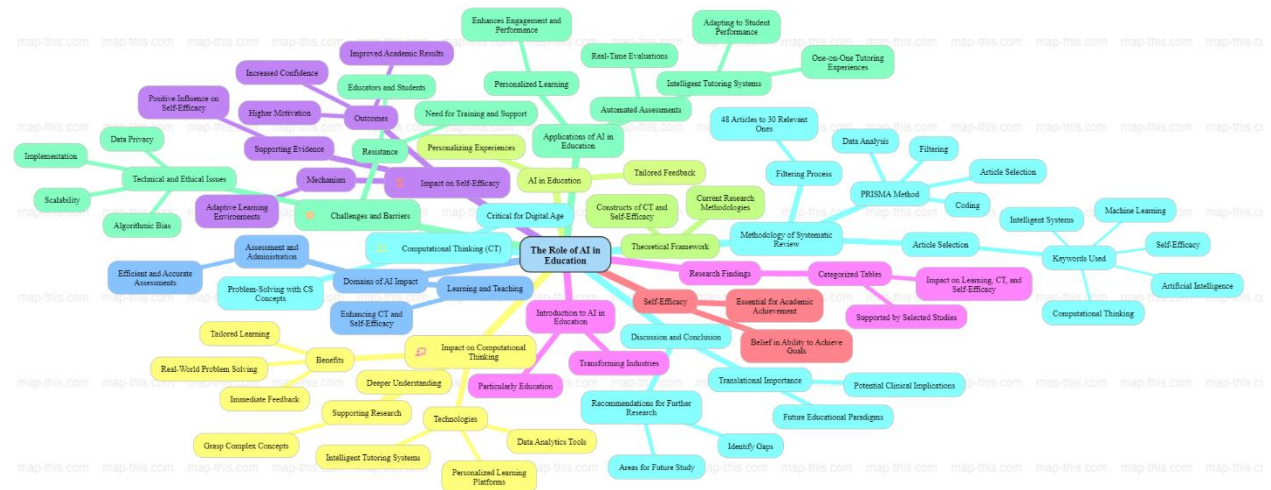 Enhances Engagement and
Performance
Adapting to Student
Performance
Improved Academic Results
Real-Time Evaluations
One-on-One Tutoring
Experiences
Increased Confidence
Educators and Students
Personalized Learning
Intelligent Tutoring Systems
Positive Influence on
Self-Efficacy
Higher Motivation
Outcomes
Need for Training and Support
Automated Assessments
48 Articles to 30 Relevant
Ones
Data Analysis
Filtering
Data Privacy
Supporting Evidence
Resistance
Personalizing Experiences
Applications of AI in
Education
Implementation
Technical and Ethical Issues
Mechanism
Impact on Self-Efficacy
AI in Education
Tailored Feedback
Filtering Process
PRISMA Method
Article Selection
Scalability
Adaptive Learning
Environments
Challenges and Barriers
Critical for Digital Age
Constructs of CT and
Self-Efficacy
Current Research
Methodologies
Coding
Algorithmic Bias
Intelligent Systems
Machine Learning
Assessment and
Administration
Computational Thinking (CT)
The Role of AI in
Education
Theoretical Framework
Methodology of Systematic
Review
Article Selection
Keywords Used
Self-Efficacy
Efficient and Accurate
Assessments
Problem-Solving with CS
Concepts
Domains of AI Impact
Learning and Teaching
Research Findings
Categorized Tables
Impact on Learning, CT, and
Self-Efficacy
Artificial Intelligence
Computational Thinking
Enhancing CT and
Self-Efficacy
Introduction to AI in
Education
Self-Efficacy
Essential for Academic
Achievement
Supported by Selected Studies
Tailored Learning
Impact on Computational
Thinking
Discussion and Conclusion
Belief in Ability to Achieve
Goals
Benefits
Transforming Industries
Real-World Problem Solving
Particularly Education
Deeper Understanding
Translational Importance
Potential Clinical Implications
Immediate Feedback
Supporting Research
Technologies
Recommendations for Further
Research
Future Educational Paradigms
Grasp Complex Concepts
Data Analytics Tools
Identify Gaps
Intelligent Tutoring Systems
Personalized Learning
Platforms
Areas for Future Study
map-this.com